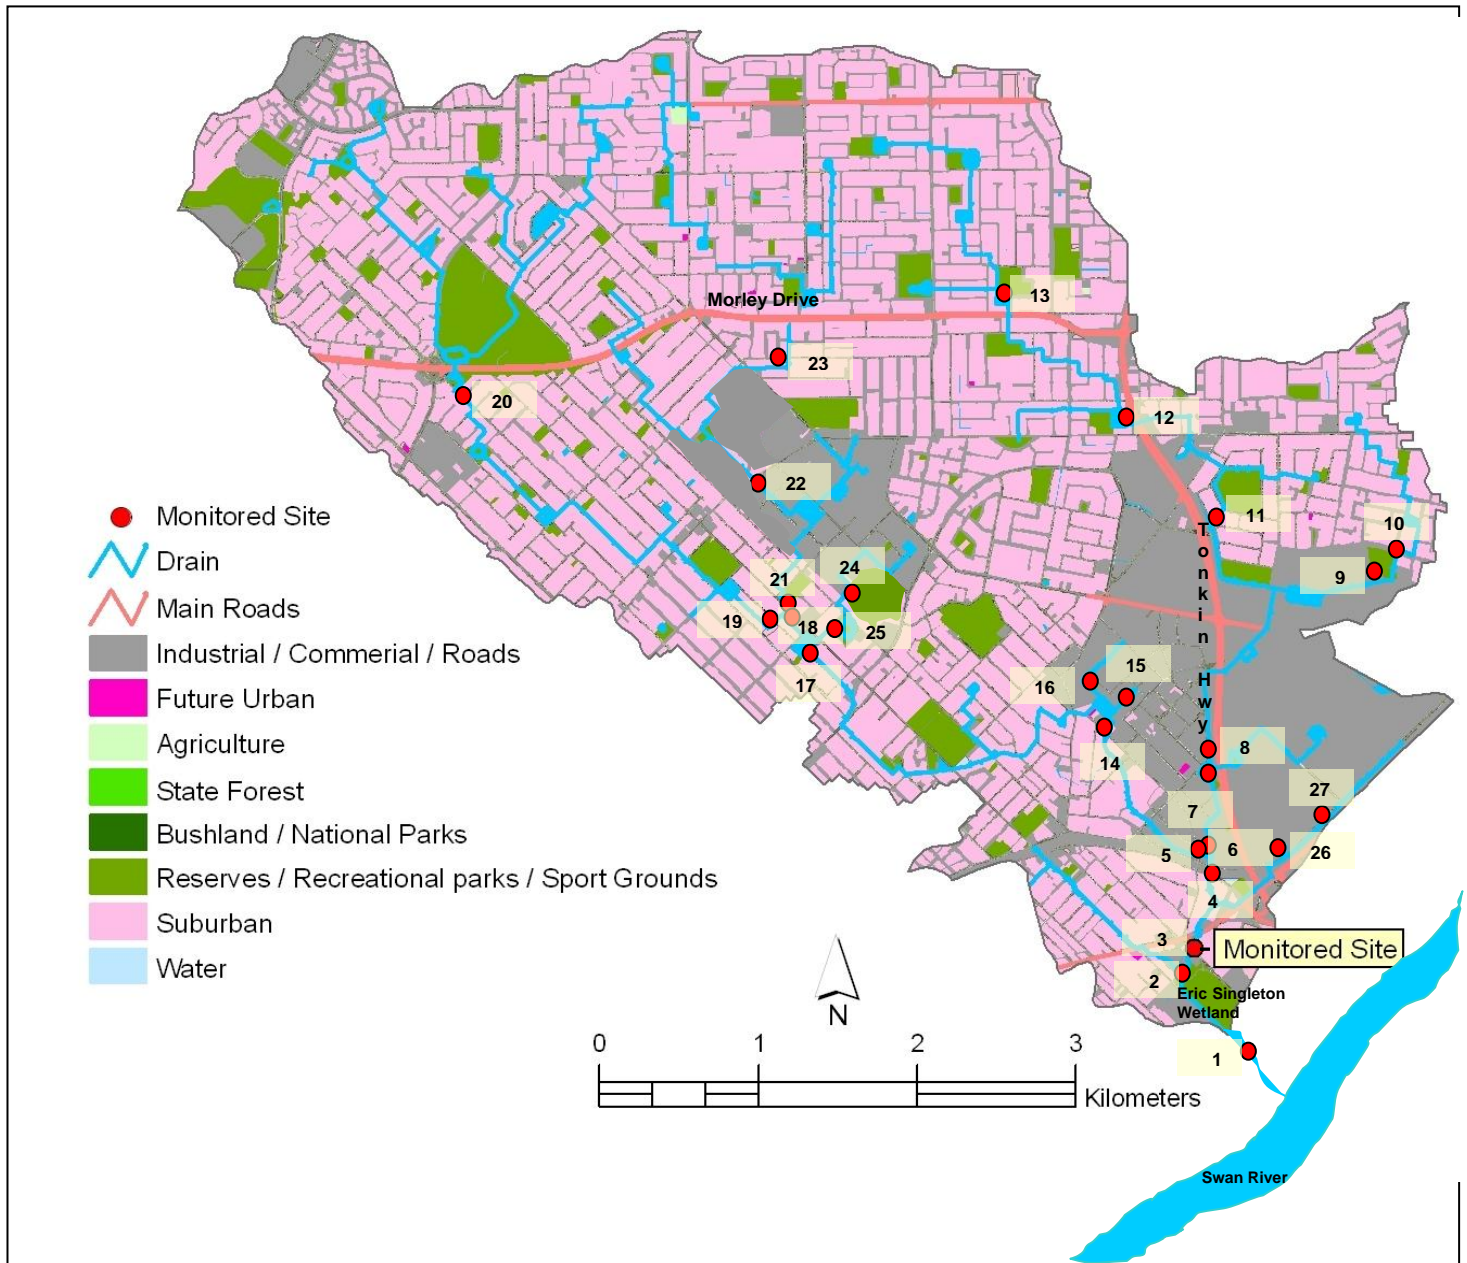 Morley Drive
13
23
20
12
22
11
10
9
24
21
19
18
25
17
16
15
14
8
7
27
5
6
26
4
3
2
1
Tonkin Hwy
Monitored Site
Drain
Main Roads
Industrial / Commerial / Roads
Future Urban
Agriculture
State Forest
Bushland / National Parks
Reserves / Recreational parks / Sport Grounds
Suburban
Water
Monitored Site
Eric Singleton
Wetland
N
0 1 2 3
Kilometers
Swan River